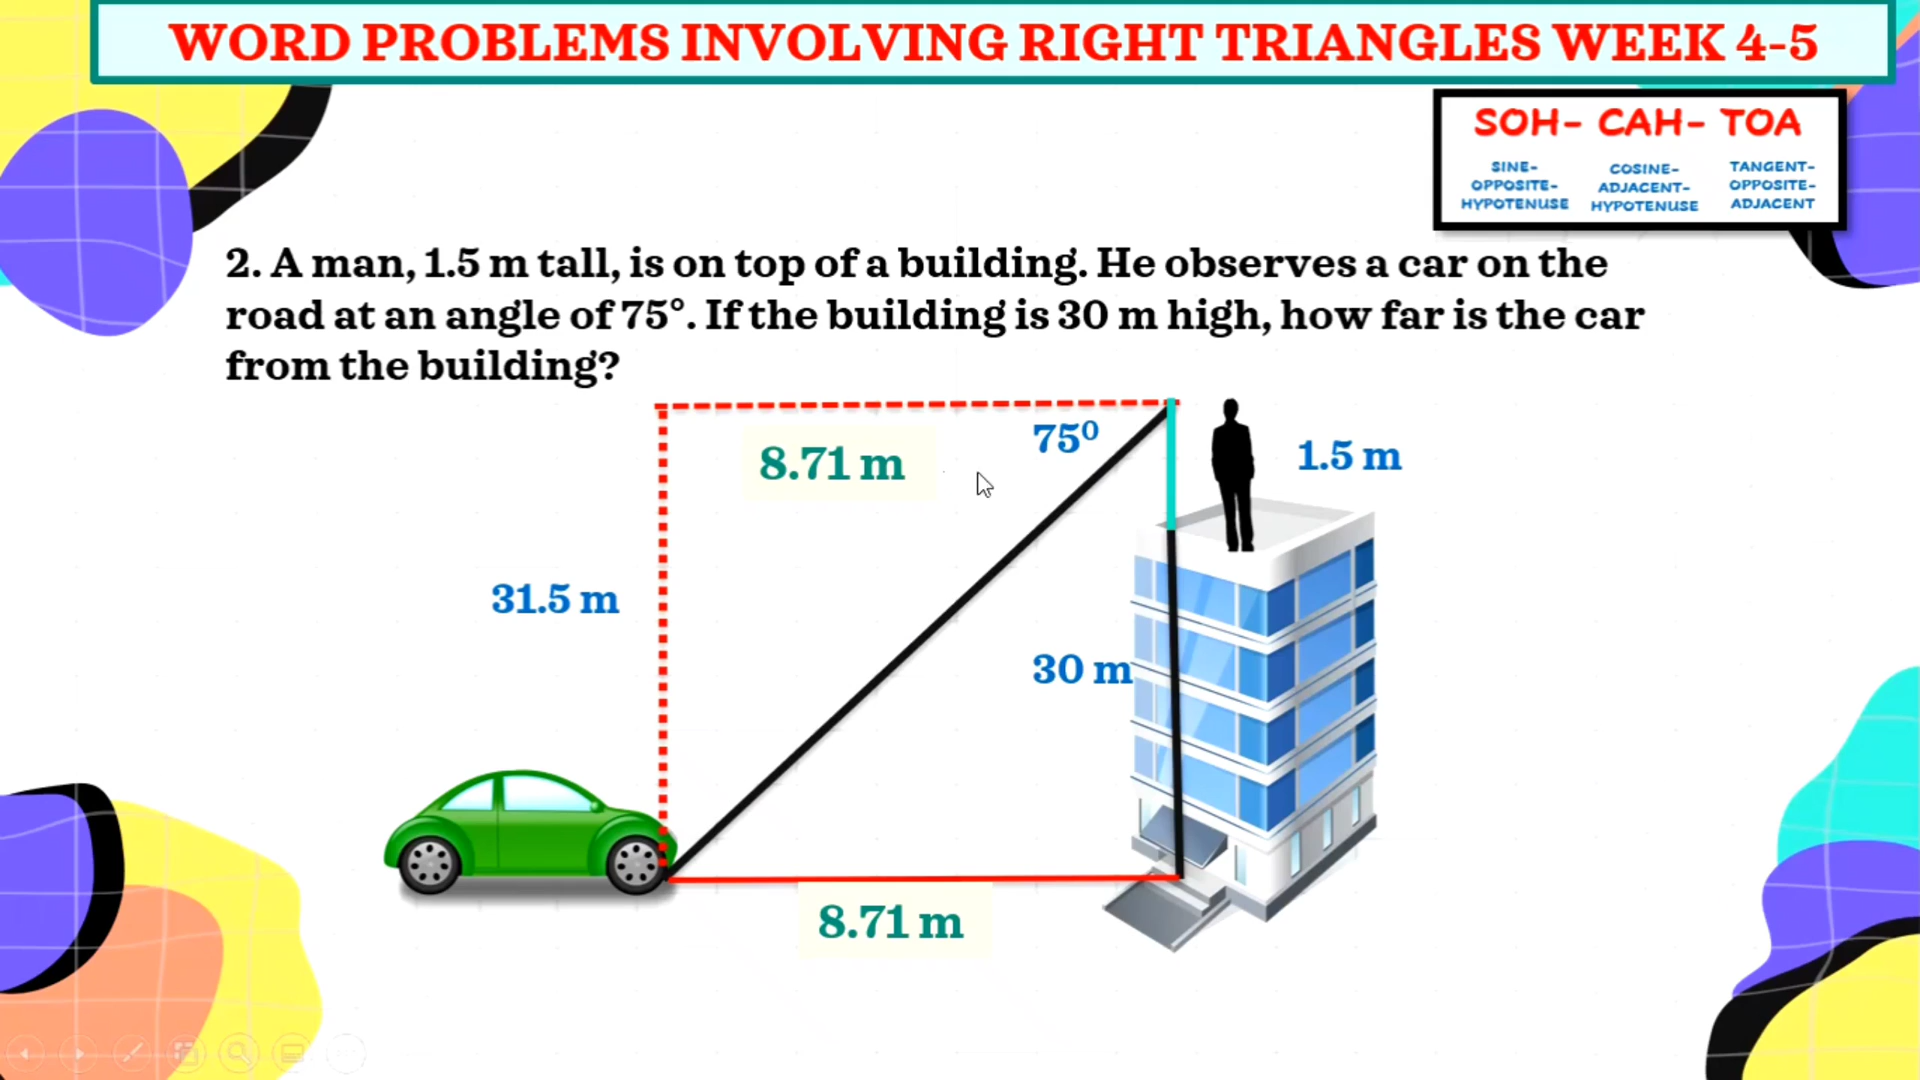 WORD PROBLEMS INVOLVING RIGHT TRIANGLES WEEK 4-5
SOH- CAH- TOA
SINE-
OPPOSITE-
HYPOTENUSE
COSINE-
ADJACENT-
HYPOTENUSE
TANGENT-
OPPOSITE-
ADJACENT
2. A man, 1.5 m tall, is on top of a building. He observes a car on the
road at an angle of 75°. If the building is 30 m high, how far is the car
from the building?
75⁰
8.71 m
1.5 m
31.5 m
30 m
8.71 m